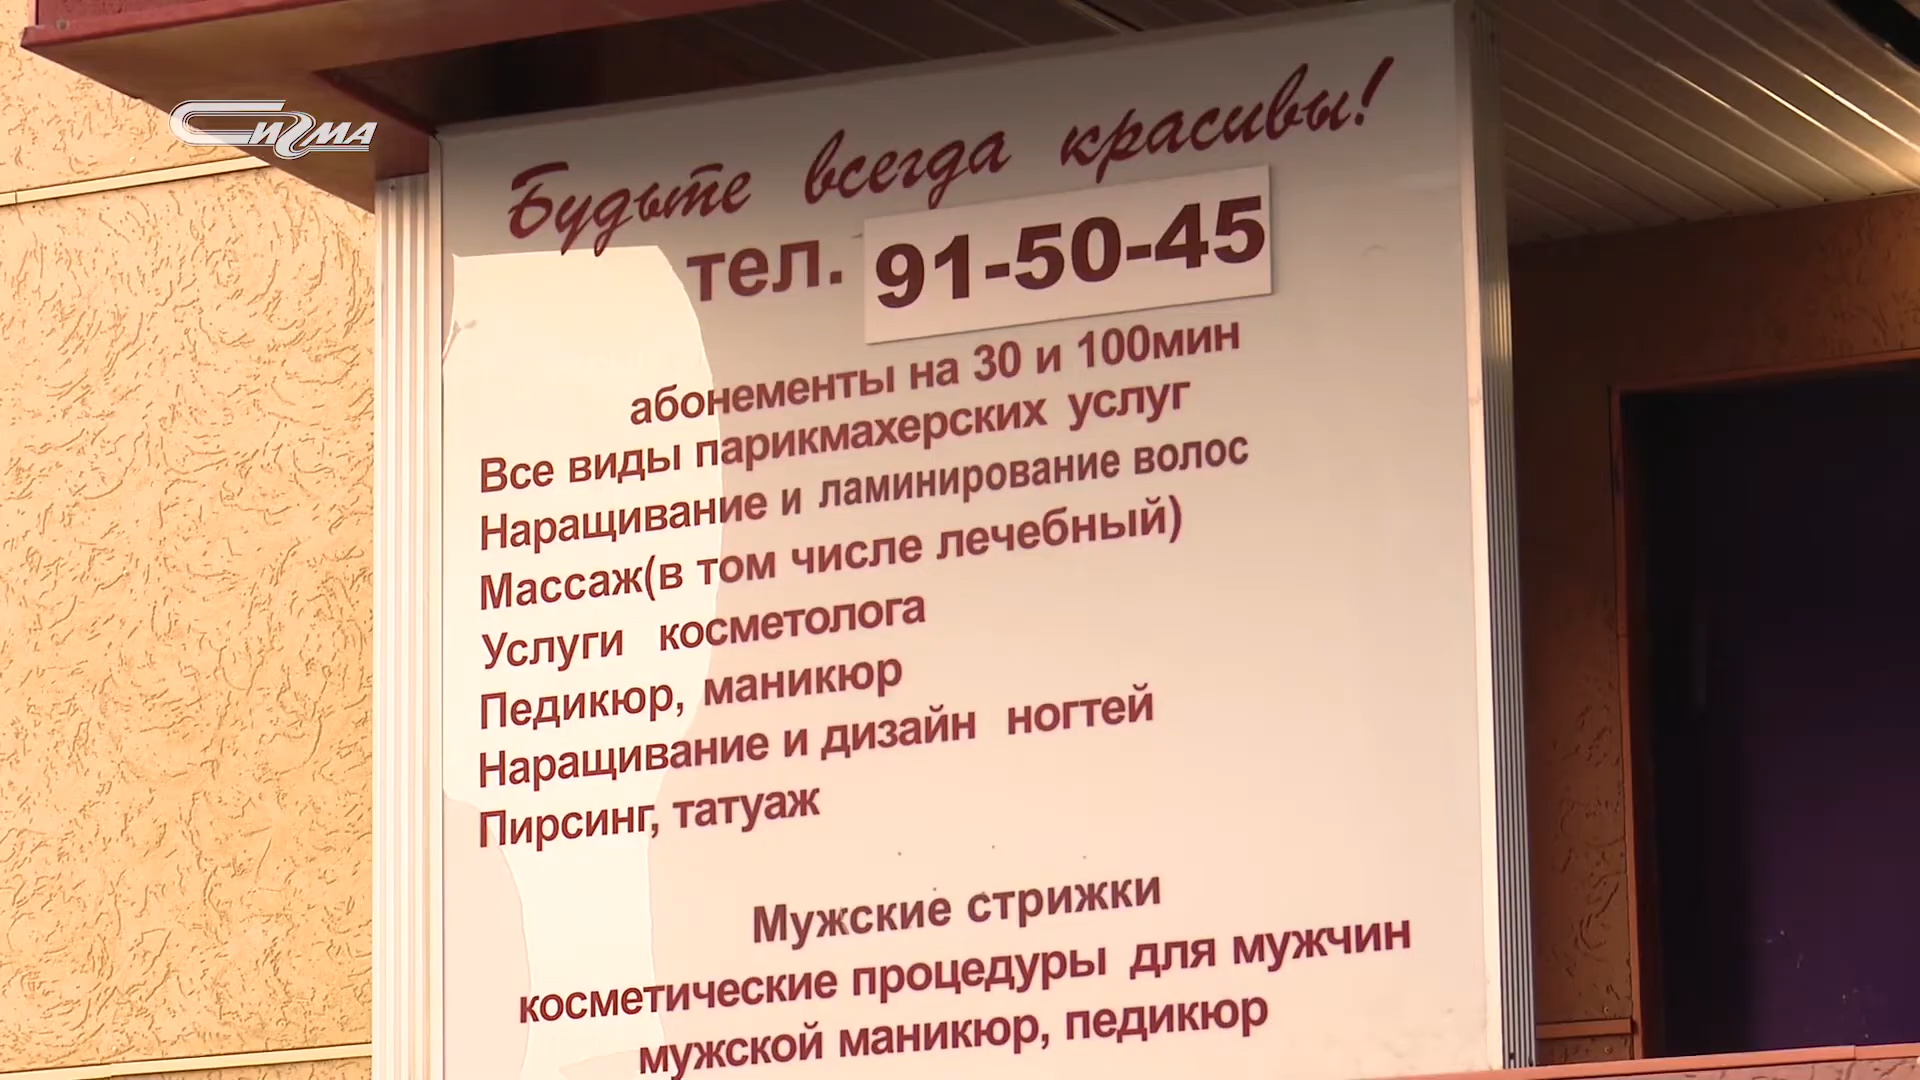 СИГМА
Будьте всегда красивы!
тел. 91-50-45
абонементы на 30 и 100мин
Все виды парикмахерских услуг
Наращивание и ламинирование волос
Массаж(в том числе лечебный)
Услуги косметолога
Педикюр, маникюр
Наращивание и дизайн ногтей
Пирсинг, татуаж
Мужские стрижки
косметические процедуры для мужчин
мужской маникюр, педикюр